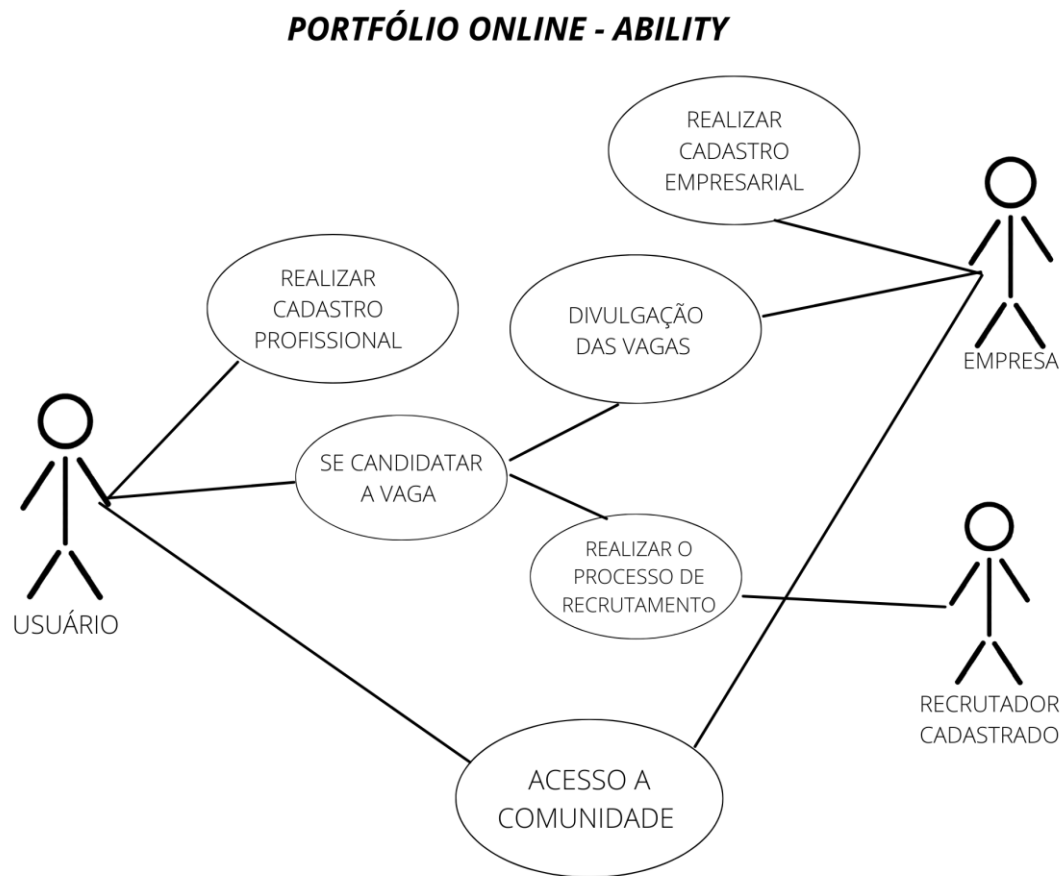 PORTFÓLIO ONLINE - ABILITY
REALIZAR
CADASTRO
EMPRESARIAL
REALIZAR
CADASTRO
PROFISSIONAL
DIVULGAÇÃO
DAS VAGAS
EMPRESA
SE CANDIDATAR
A VAGA
REALIZAR O
PROCESSO DE
RECRUTAMENTO
USUÁRIO
RECRUTADOR
CADASTRADO
ACESSO A
COMUNIDADE